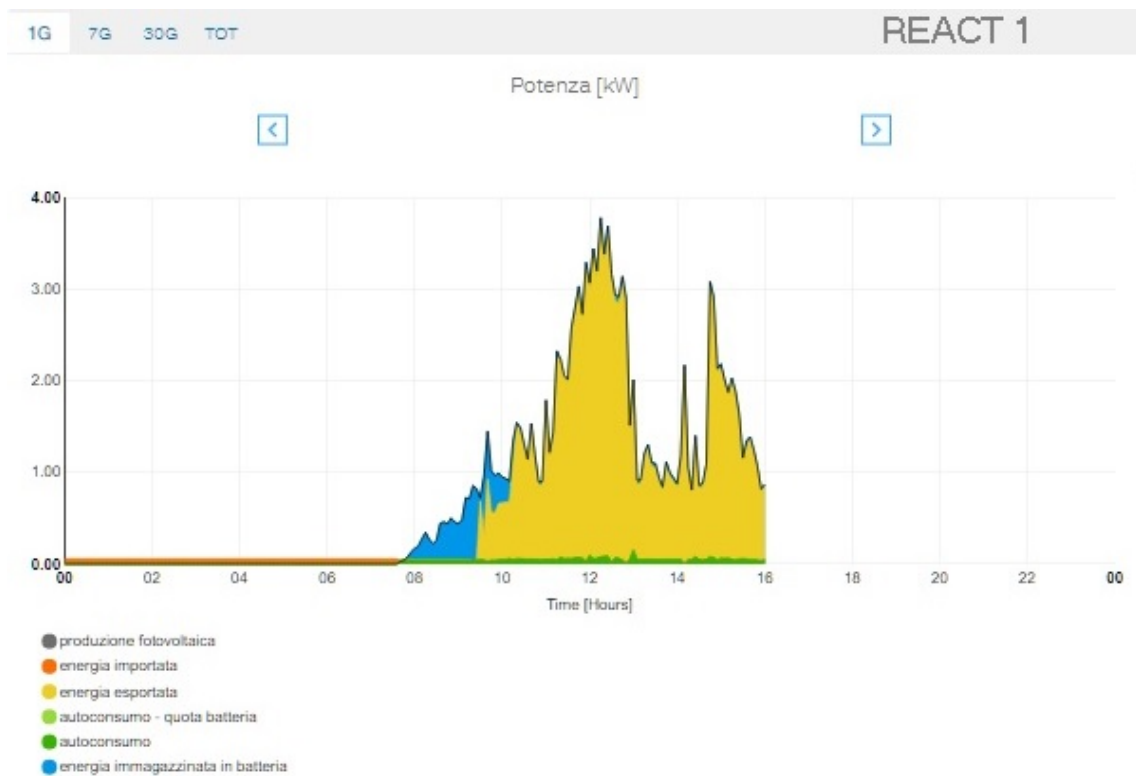 1G 7G 30G TOT REACT 1
Potenza [kW]
4.00
3.00
2.00
1.00
0.00
00 02 04 06 08 10 12 14 16 18 20 22 00
Time [Hours]
produzione fotovoltaica
energia importata
energia esportata
autoconsumo - quota batteria
autoconsumo
energia immagazzinata in batteria